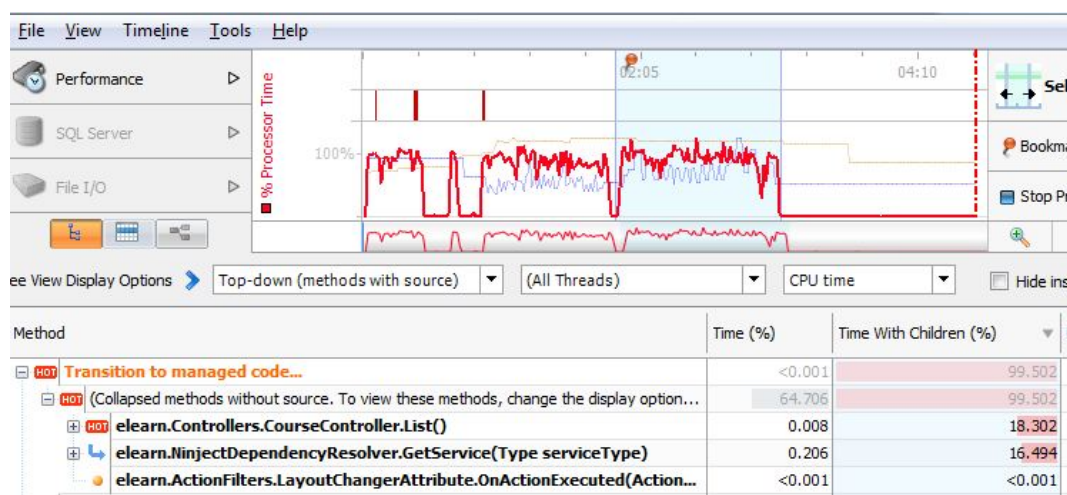 File View Timeline Tools Help
Performance
SQL Server
File I/O
% Processor Time
100%
02:05
04:10
Sel
Bookma
Stop Pr
ee View Display Options
Top-down (methods with source)
(All Threads)
CPU time
Hide ins
Method Time (%) Time With Children (%)
HOT Transition to managed code... <0.001 99.502
HOT (Collapsed methods without source. To view these methods, change the display option... 64.706 99.502
HOT elearn.Controllers.CourseController.List() 0.008 18.302
elearn.NinjectDependencyResolver.GetService(Type serviceType) 0.206 16.494
elearn.ActionFilters.LayoutChangerAttribute.OnActionExecuted(Action... <0.001 <0.001